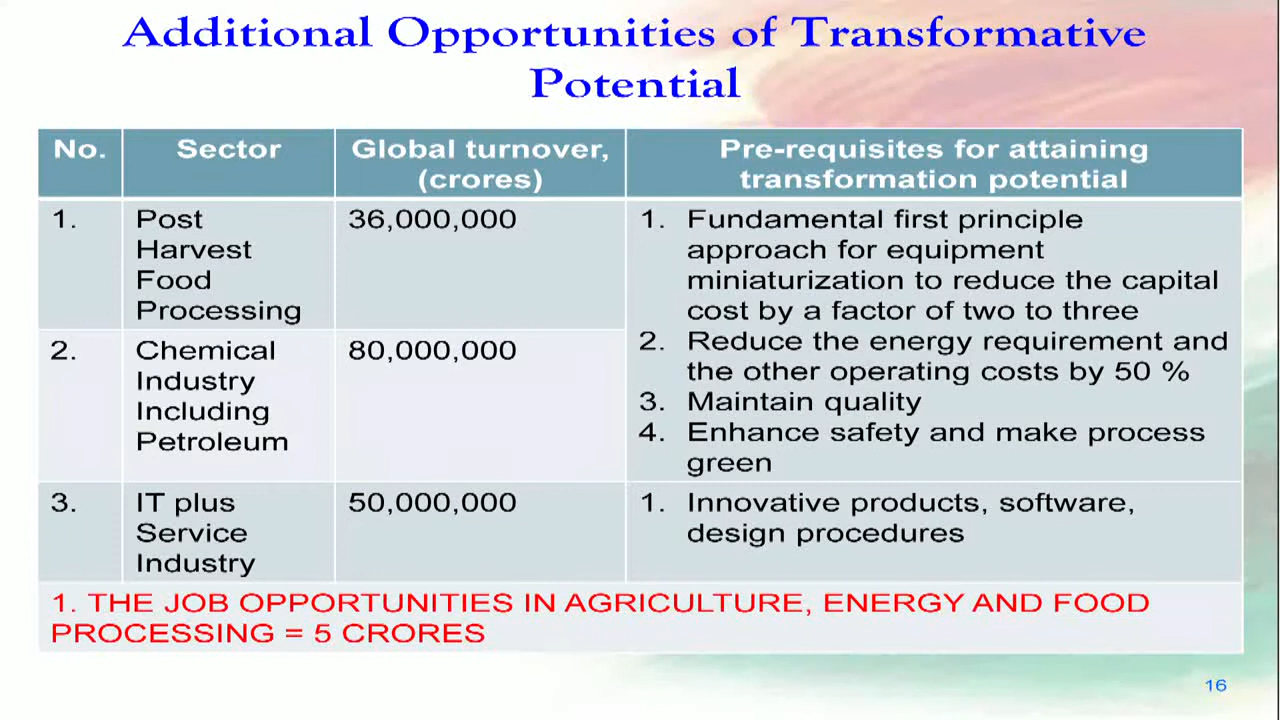 Additional Opportunities of Transformative
Potential
No.
Sector
Global turnover,
(crores)
Pre-requisites for attaining
transformation potential
1.
Post
Harvest
Food
Processing
36,000,000
1. Fundamental first principle
approach for equipment
miniaturization to reduce the capital
cost by a factor of two to three
2. Reduce the energy requirement and
the other operating costs by 50 %
3. Maintain quality
4. Enhance safety and make process
green
2.
Chemical
Industry
Including
Petroleum
80,000,000
3.
IT plus
Service
Industry
50,000,000
1. Innovative products, software,
design procedures
1. THE JOB OPPORTUNITIES IN AGRICULTURE, ENERGY AND FOOD
PROCESSING = 5 CRORES
16